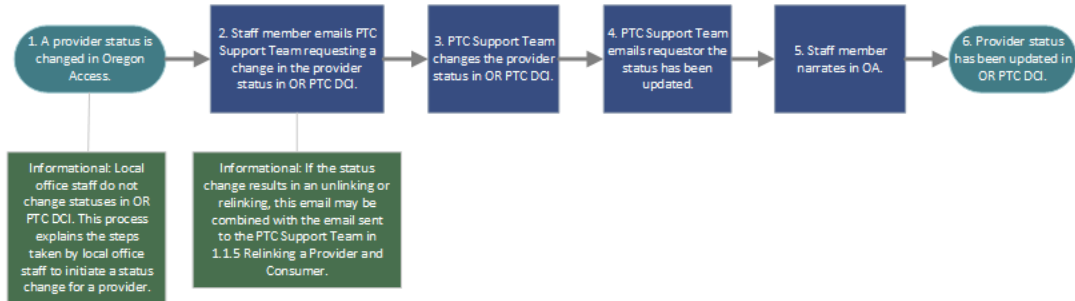 1. A provider status is
changed in Oregon
Access.
2. Staff member emails PTC
Support Team requesting a
change in the provider
status in OR PTC DCI.
3. PTC Support Team
changes the provider
status in OR PTC DCI.
4. PTC Support Team
emails requestor the
status has been
updated.
5. Staff member
narrates in OA.
6. Provider status
has been updated in
OR PTC DCI.
Informational: Local
office staff do not
change statuses in OR
PTC DCI. This process
explains the steps
taken by local office
staff to initiate a status
change for a provider.
Informational: If the status
change results in an unlinking or
relinking, this email may be
combined with the email sent
to the PTC Support Team in
1.1.5 Relinking a Provider and
Consumer.